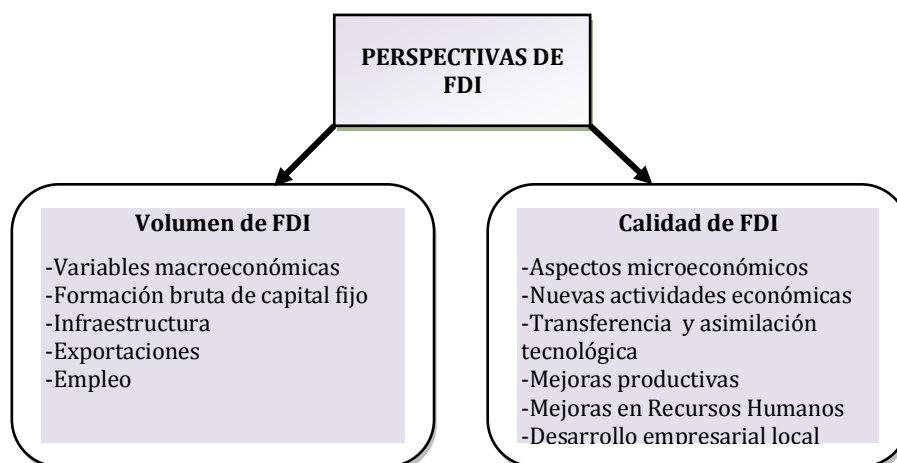 PERSPECTIVAS DE
FDI
Volumen de FDI
-Variables macroeconómicas
-Formación bruta de capital fijo
-Infraestructura
-Exportaciones
-Empleo
Calidad de FDI
-Aspectos microeconómicos
-Nuevas actividades económicas
-Transferencia y asimilación
tecnológica
-Mejoras productivas
-Mejoras en Recursos Humanos
-Desarrollo empresarial local